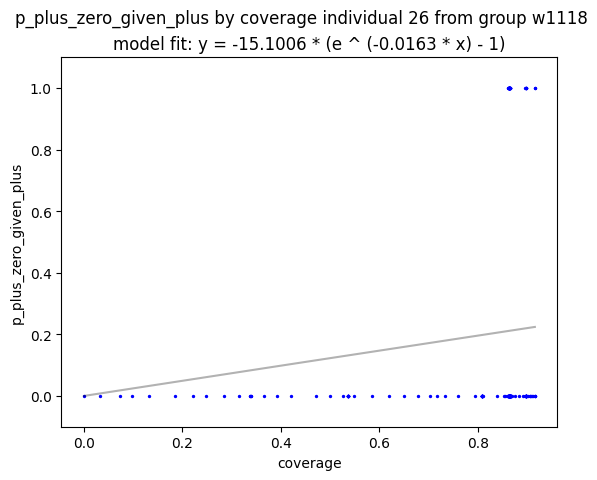 p_plus_zero_given_plus by coverage individual 26 from group w1118
model fit: y = -15.1006 * (e ^ (-0.0163 * x) - 1)
p_plus_zero_given_plus
1.0
0.8
0.6
0.4
0.2
0.0
0.0 0.2 0.4 0.6 0.8
coverage